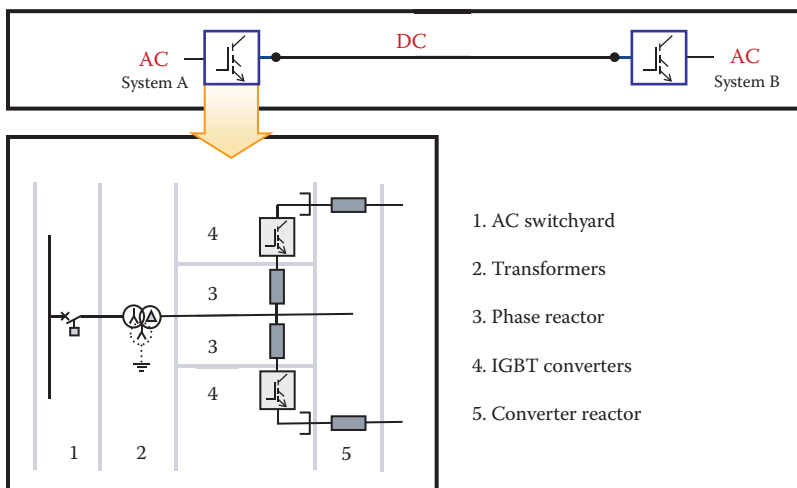 DC
AC
System A
AC
System B
4
3
3
4
1
2
5
1. AC switchyard
2. Transformers
3. Phase reactor
4. IGBT converters
5. Converter reactor